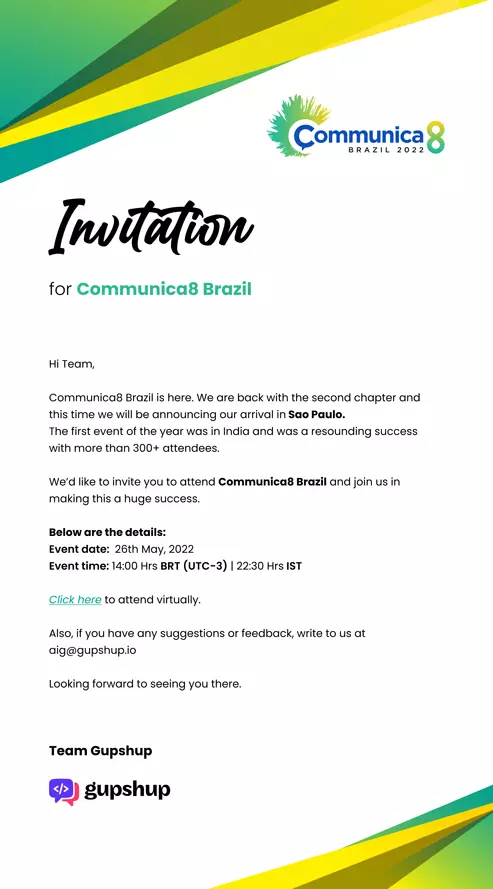 Communica8
BRAZIL 2022
Invitation
for Communica8 Brazil
Hi Team,
Communica8 Brazil is here. We are back with the second chapter and
this time we will be announcing our arrival in Sao Paulo.
The first event of the year was in India and was a resounding success
with more than 300+ attendees.
We’d like to invite you to attend Communica8 Brazil and join us in
making this a huge success.
Below are the details:
Event date: 26th May, 2022
Event time: 14:00 Hrs BRT (UTC-3) | 22:30 Hrs IST
Click here to attend virtually.
Also, if you have any suggestions or feedback, write to us at
aig@gupshup.io
Looking forward to seeing you there.
Team Gupshup
</> gupshup